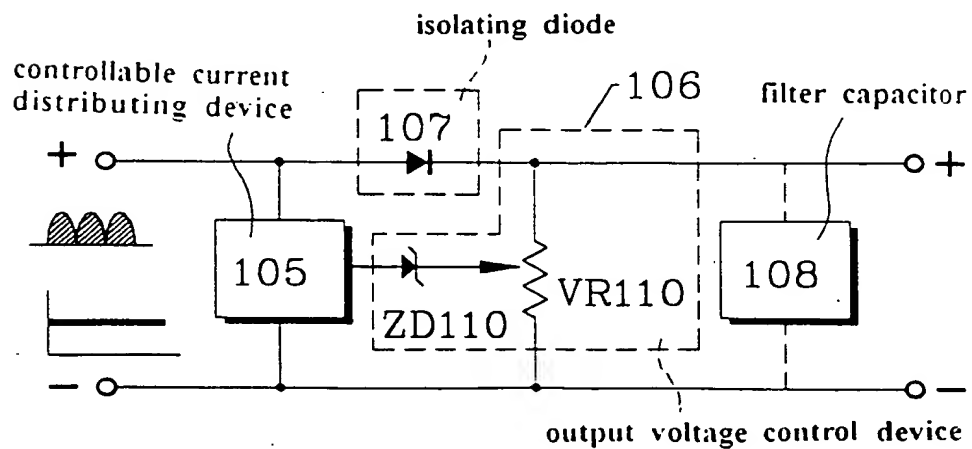 isolating diode
controllable current
distributing device
106
filter capacitor
107
+
+
105
VR110
108
ZD110
−
−
output voltage control device